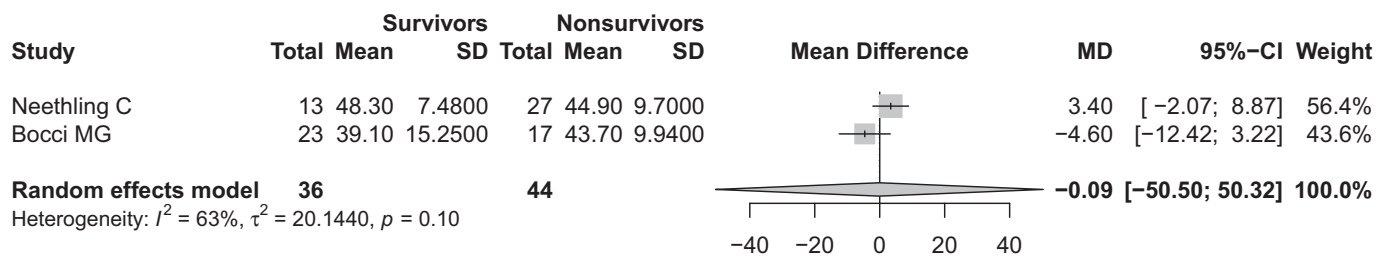 Survivors Nonsurvivors
Study Total Mean SD Total Mean SD Mean Difference MD 95%−CI Weight
Neethling C 13 48.30 7.4800 27 44.90 9.7000 3.40 [ −2.07; 8.87] 56.4%
Bocci MG 23 39.10 15.2500 17 43.70 9.9400 −4.60 [−12.42; 3.22] 43.6%
Random effects model 36 44 −0.09 [−50.50; 50.32] 100.0%
Heterogeneity: I² = 63%, τ² = 20.1440, p = 0.10
−40 −20 0 20 40